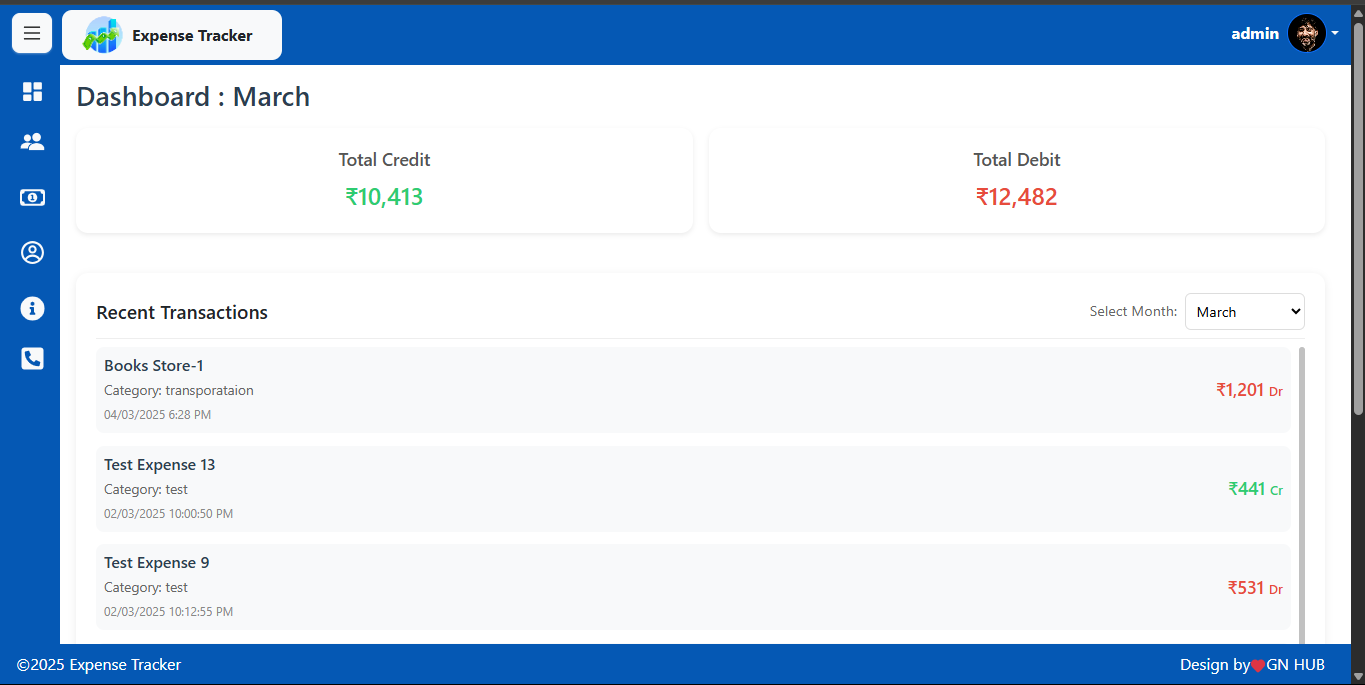 Expense Tracker
admin
Dashboard : March
Total Credit
₹10,413
Total Debit
₹12,482
Recent Transactions
Select Month: March
Books Store-1
Category: transporataion
04/03/2025 6:28 PM
₹1,201 Dr
Test Expense 13
Category: test
02/03/2025 10:00:50 PM
₹441 Cr
Test Expense 9
Category: test
02/03/2025 10:12:55 PM
₹531 Dr
©2025 Expense Tracker
Design by❤️GN HUB